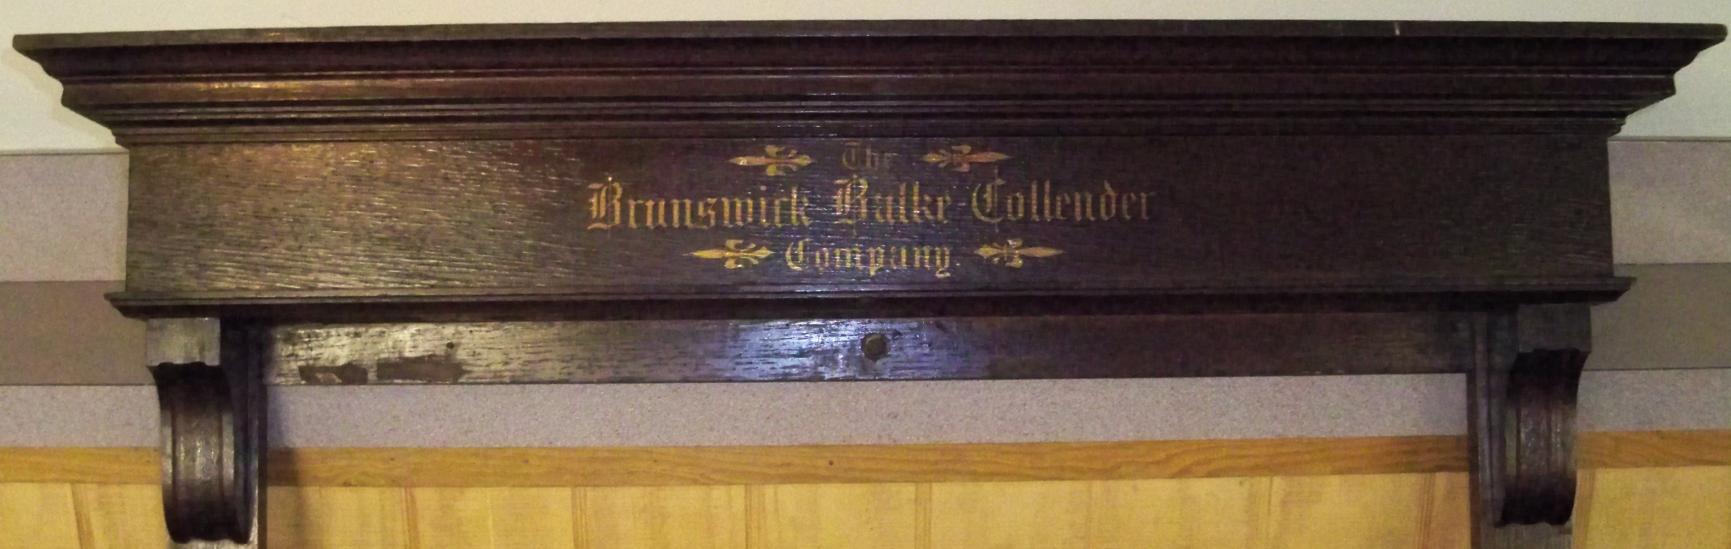 The
Brunswick Balke Collender
Company.